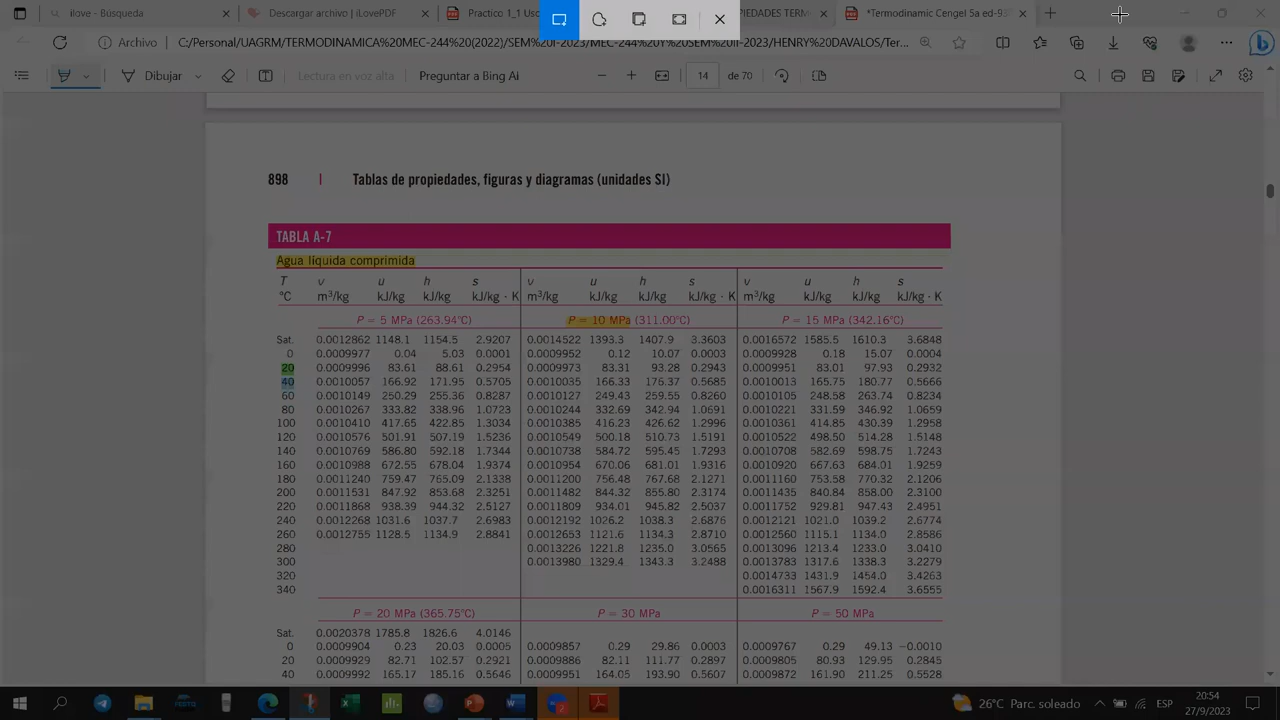 ilove - Búsqueda
Descargar archivo | iLovePDF
Practico 1_1 Uso
PIEDADES TERM
*Termodinamic Cengel 5a ed-9
Archivo
C:/Personal/UAGRM/TERMODINAMICA%20MEC-244%20(2022)/SEM%20I-2023/MEC-244%20Y%20SEM%20II-2023/HENRY%20DAVALOS/Ter...
Dibujar
Lectura en voz alta
Preguntar a Bing Ai
14
de 70
898 | Tablas de propiedades, figuras y diagramas (unidades SI)
TABLA A-7
Agua líquida comprimida
T v u h s v u h s v u h s
°C m³/kg kJ/kg kJ/kg kJ/kg · K m³/kg kJ/kg kJ/kg kJ/kg · K m³/kg kJ/kg kJ/kg kJ/kg · K
P = 5 MPa (263.94°C) P = 10 MPa (311.00°C) P = 15 MPa (342.16°C)
Sat. 0.0012862 1148.1 1154.5 2.9207 0.0014522 1393.3 1407.9 3.3603 0.0016572 1585.5 1610.3 3.6848
0 0.0009977 0.04 5.03 0.0001 0.0009952 0.12 10.07 0.0003 0.0009928 0.18 15.07 0.0004
20 0.0009996 83.61 88.61 0.2954 0.0009973 83.31 93.28 0.2943 0.0009951 83.01 97.93 0.2932
40 0.0010057 166.92 171.95 0.5705 0.0010035 166.33 176.37 0.5685 0.0010013 165.75 180.77 0.5666
60 0.0010149 250.29 255.36 0.8287 0.0010127 249.43 259.55 0.8260 0.0010105 248.58 263.74 0.8234
80 0.0010267 333.82 338.96 1.0723 0.0010244 332.69 342.94 1.0691 0.0010221 331.59 346.92 1.0659
100 0.0010410 417.65 422.85 1.3034 0.0010385 416.23 426.62 1.2996 0.0010361 414.85 430.39 1.2958
120 0.0010549 501.91 507.19 1.5236 0.0010549 500.18 510.73 1.5191 0.0010522 498.50 514.28 1.5148
140 0.0010769 586.80 592.18 1.7344 0.0010738 584.72 595.45 1.7293 0.0010708 582.69 598.75 1.7243
160 0.0010988 672.55 678.04 1.9374 0.0010954 670.06 681.01 1.9316 0.0010920 667.63 684.01 1.9259
180 0.0011240 759.47 765.09 2.1338 0.0011200 756.48 767.68 2.1271 0.0011160 753.58 770.32 2.1206
200 0.0011531 847.92 853.68 2.3251 0.0011482 844.32 855.80 2.3174 0.0011435 840.84 858.00 2.3100
220 0.0011868 938.39 944.32 2.5127 0.0011809 934.01 945.82 2.5037 0.0011752 929.81 947.43 2.4951
240 0.0012268 1031.6 1037.7 2.6983 0.0012192 1026.2 1038.3 2.6876 0.0012121 1021.0 1039.2 2.6774
260 0.0012755 1128.5 1134.9 2.8841 0.0012653 1121.6 1134.3 2.8710 0.0012560 1115.1 1134.0 2.8586
280 0.0013226 1221.8 1235.0 3.0565 0.0013096 1213.4 1233.0 3.0410
300 0.0013980 1329.4 1343.3 3.2488 0.0013783 1317.6 1338.3 3.2279
320 0.0014733 1431.9 1454.0 3.4263
340 0.0016311 1567.9 1592.4 3.6555
P = 20 MPa (365.75°C) P = 30 MPa P = 50 MPa
Sat. 0.0020378 1785.8 1826.6 4.0146
0 0.0009904 0.23 20.03 0.0005 0.0009857 0.29 29.86 0.0003 0.0009767 0.29 49.13 −0.0010
20 0.0009929 82.71 102.57 0.2921 0.0009886 82.11 111.77 0.2897 0.0009805 80.93 129.95 0.2845
40 0.0009992 165.17 185.16 0.5646 0.0009951 164.05 193.90 0.5607 0.0009872 161.90 211.25 0.5528
26°C Parc. soleado
ESP
20:54
27/9/2023